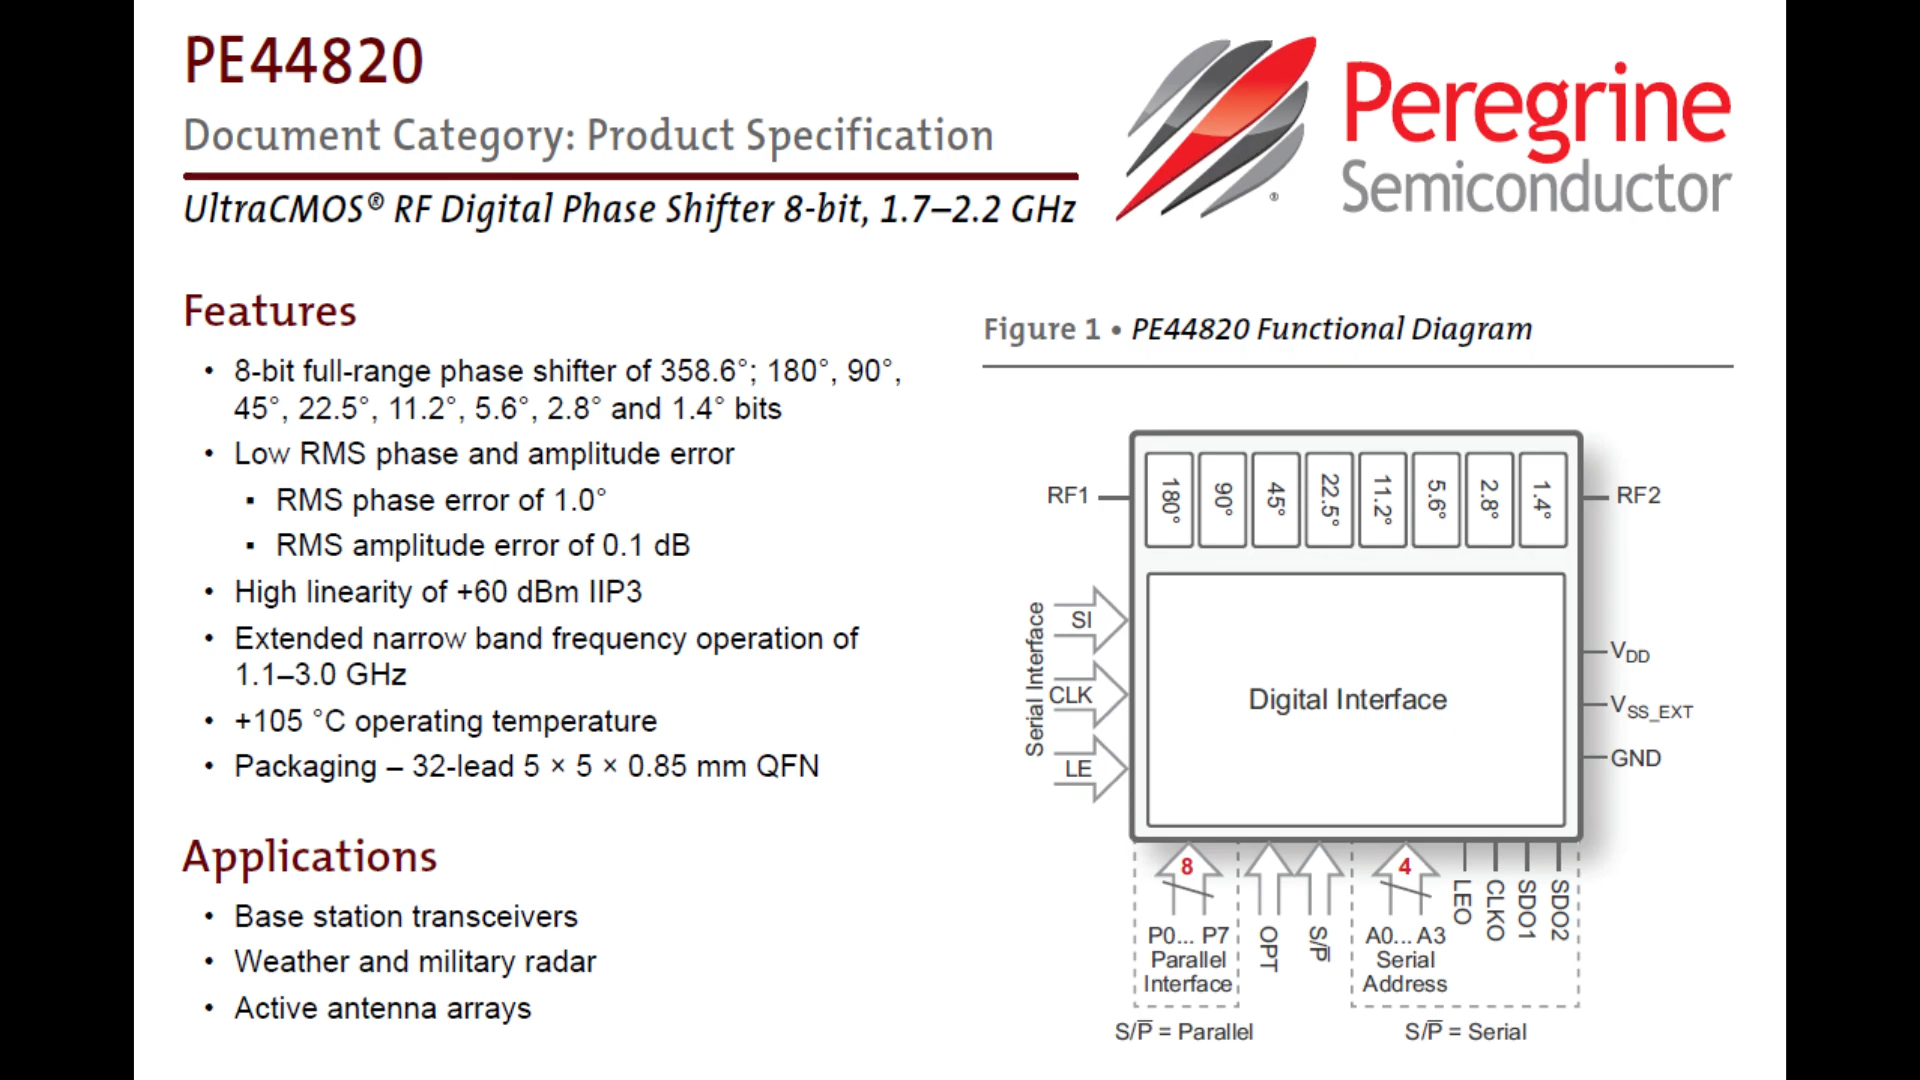 PE44820
Document Category: Product Specification
UltraCMOS® RF Digital Phase Shifter 8-bit, 1.7–2.2 GHz
Peregrine
Semiconductor
®
Features
• 8-bit full-range phase shifter of 358.6°; 180°, 90°,
45°, 22.5°, 11.2°, 5.6°, 2.8° and 1.4° bits
• Low RMS phase and amplitude error
▪ RMS phase error of 1.0°
▪ RMS amplitude error of 0.1 dB
• High linearity of +60 dBm IIP3
• Extended narrow band frequency operation of
1.1–3.0 GHz
• +105 °C operating temperature
• Packaging – 32-lead 5 × 5 × 0.85 mm QFN
Applications
• Base station transceivers
• Weather and military radar
• Active antenna arrays
Figure 1 • PE44820 Functional Diagram
RF1
180°
90°
45°
22.5°
11.2°
5.6°
2.8°
1.4°
RF2
Serial Interface
SI
CLK
LE
Digital Interface
VDD
VSS_EXT
GND
8
4
P0... P7
Parallel
Interface
OPT
S/P̅
A0... A3
Serial
Address
LEO
CLKO
SDO1
SDO2
S/P̅ = Parallel
S/P̅ = Serial